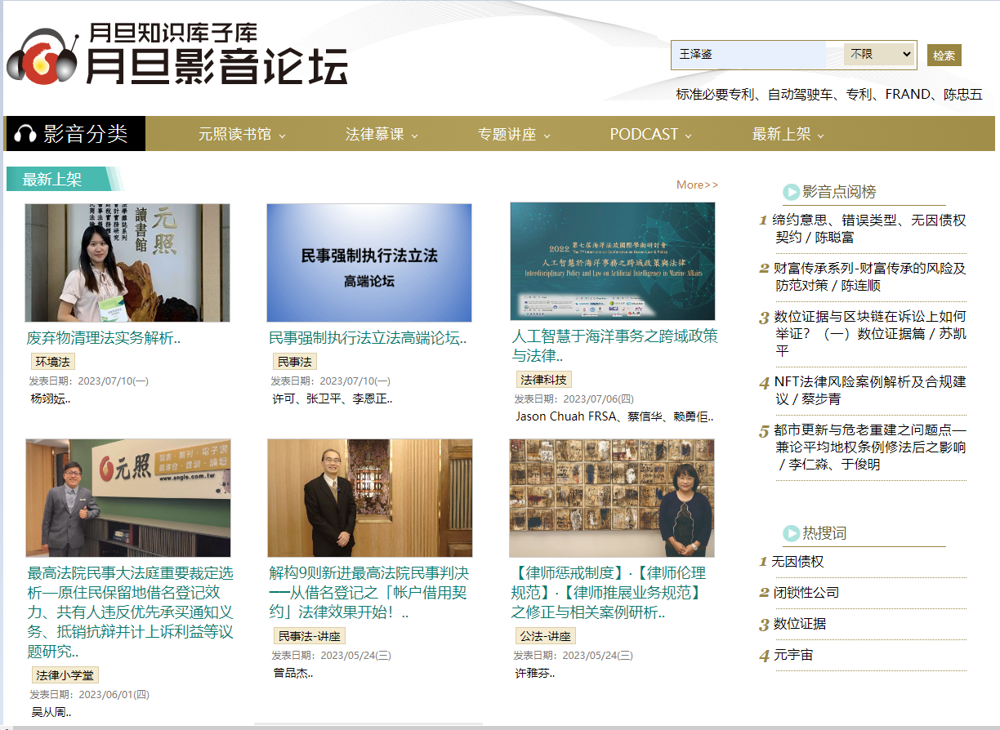 月旦知识库子库
月旦影音论坛
王泽鉴
不限
检索
标准必要专利、自动驾驶车、专利、FRAND、陈忠五
影音分类
元照读书馆
法律慕课
专题讲座
PODCAST
最新上架
最新上架
More>>
元照
讀書館
废弃物清理法实务解析..
环境法
发表日期：2023/07/10(一)
杨翊妘..
民事强制执行法立法
高端论坛
民事强制执行法立法高端论坛..
民事法
发表日期：2023/07/10(一)
许可、张卫平、李恩正..
2022 第七届海洋法政國際學術研討會
The 7th International Conference on Ocean Law & Policy
人工智慧於海洋事務之跨域政策與法律
Interdisciplinary Policy and Law on Artificial Intelligence in Marine Affairs
人工智慧于海洋事务之跨域政策
与法律..
法律科技
发表日期：2023/07/06(四)
Jason Chuah FRSA、蔡信华、赖勇佢..
元照
圖書·期刊·電子書
讀書會·課訓·論壇
www.angle.com.tw
最高法院民事大法庭重要裁定选
析—原住民保留地借名登记效
力、共有人违反优先承买通知义
务、抵销抗辩并计上诉利益等议
题研究..
法律小学堂
发表日期：2023/06/01(四)
吴从周..
解构9则新进最高法院民事判决
──从借名登记之「帐户借用契
约」法律效果开始！..
民事法-讲座
发表日期：2023/05/24(三)
曾品杰..
【律师惩戒制度】·【律师伦理
规范】·【律师推展业务规范】
之修正与相关案例研析..
公法-讲座
发表日期：2023/05/24(三)
许雅芬..
影音点阅榜
1 缔约意思、错误类型、无因债权
契约 / 陈聪富
2 财富传承系列-财富传承的风险及
防范对策 / 陈连顺
3 数位证据与区块链在诉讼上如何
举证？（一）数位证据篇 / 苏凯
平
4 NFT法律风险案例解析及合规建
议 / 蔡步青
5 都市更新与危老重建之问题点—
兼论平均地权条例修法后之影响
/ 李仁淼、于俊明
热搜词
1 无因债权
2 闭锁性公司
3 数位证据
4 元宇宙